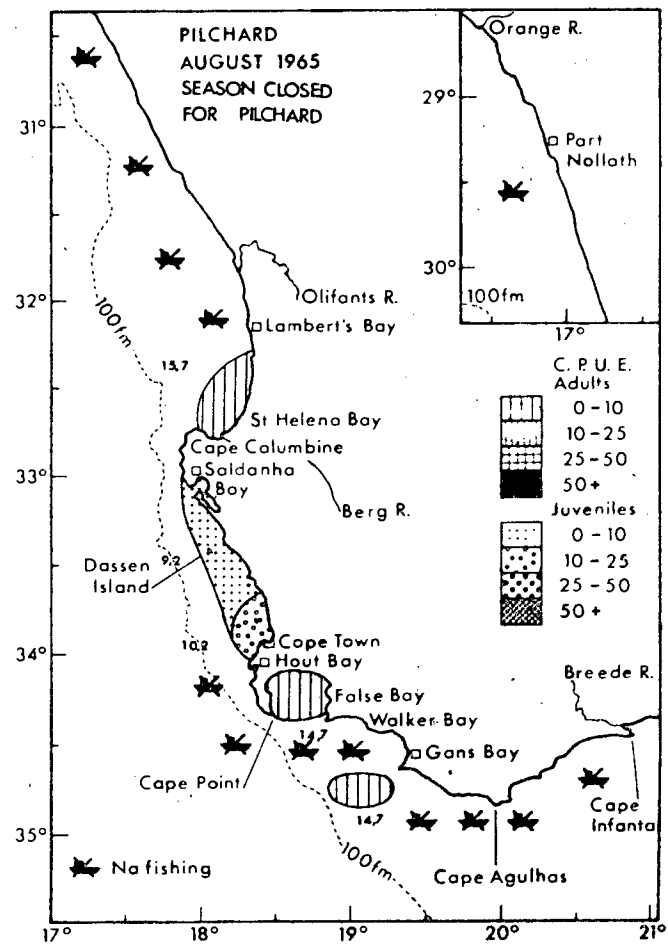 PILCHARD
AUGUST 1965
SEASON CLOSED
FOR PILCHARD
Orange R.
29°
Part
Nollath
30°
100fm
17°
31°
32°
33°
34°
35°
100fm
Olifants R.
Lambert's Bay
15,7
St Helena Bay
Cape Calumbine
Saldanha
Bay
Berg R.
Dassen
Island
9,2
10,2
Cape Town
Hout Bay
False Bay
Walker Bay
Gans Bay
14,7
Cape Point
14,7
100fm
Breede R.
Cape
Infanta
Cape Agulhas
C. P. U. E.
Adults
0-10
10-25
25-50
50+
Juveniles
0-10
10-25
25-50
50+
Na fishing
17°
18°
19°
20°
21°